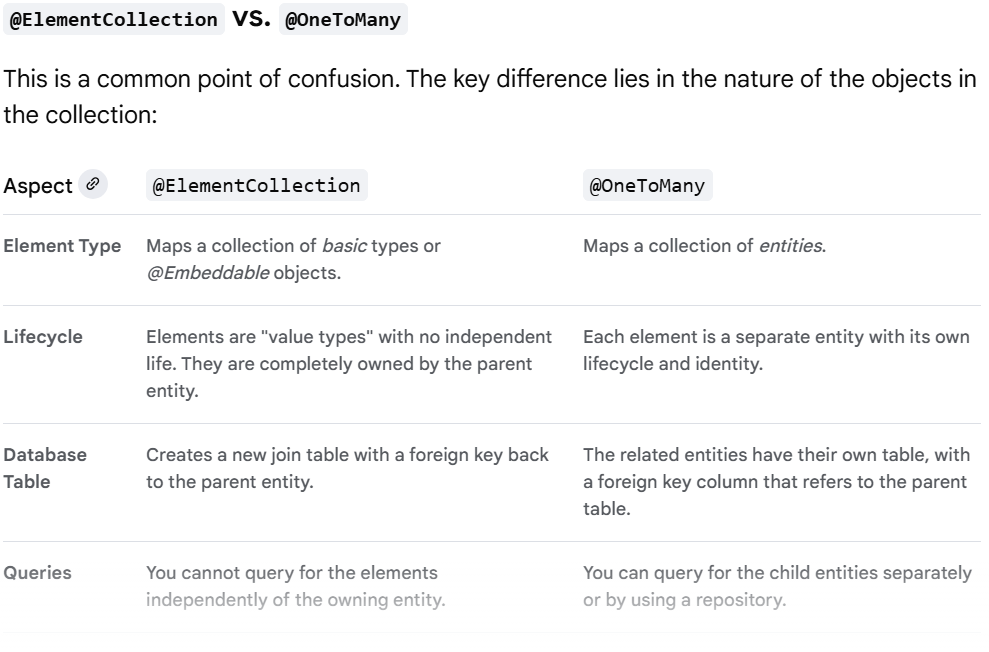 @ElementCollection vs. @OneToMany
This is a common point of confusion. The key difference lies in the nature of the objects in
the collection:
Aspect @ElementCollection @OneToMany
Element Type Maps a collection of basic types or Maps a collection of entities.
@Embeddable objects.
Lifecycle Elements are "value types" with no independent Each element is a separate entity with its own
life. They are completely owned by the parent lifecycle and identity.
entity.
Database Creates a new join table with a foreign key back The related entities have their own table, with
Table to the parent entity. a foreign key column that refers to the parent
table.
Queries You cannot query for the elements You can query for the child entities separately
independently of the owning entity. or by using a repository.